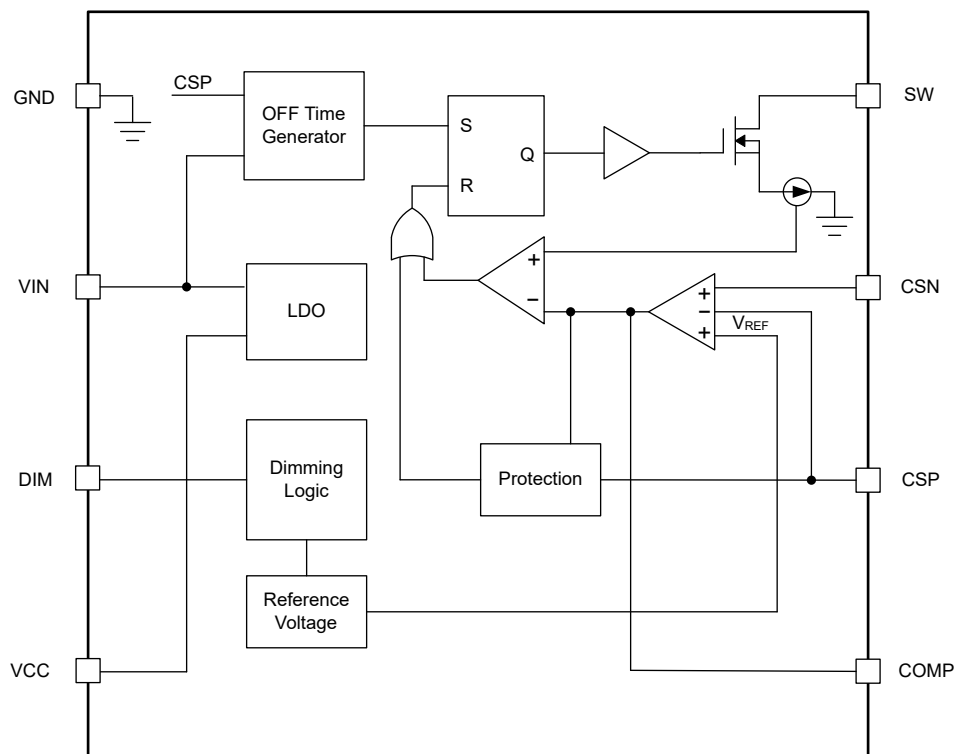 GND
CSP
OFF Time
Generator
S
Q
R
SW
VIN
LDO
+
−
+
−
+
VREF
CSN
DIM
Dimming
Logic
Protection
CSP
Reference
Voltage
VCC
COMP